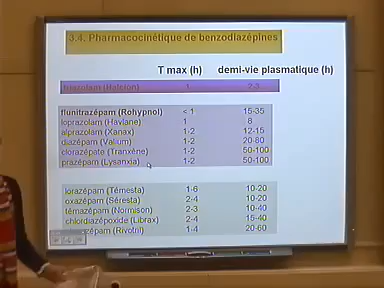 3.4. Pharmacocinétique de benzodiazépines
T max (h) demi-vie plasmatique (h)
triazolam (Halcion) 1 2-3
flunitrazépam (Rohypnol) < 1 15-35
loprazolam (Havlane) 1 8
alprazolam (Xanax) 1-2 12-15
diazépam (Valium) 1-2 20-80
clorazépate (Tranxène) 1-2 50-100
prazépam (Lysanxia) 1-2 50-100
lorazépam (Témesta) 1-6 10-20
oxazépam (Séresta) 2-4 10-20
témazépam (Normison) 2-3 10-40
chlordiazépoxide (Librax) 2-4 15-40
zépam (Rivotril) 1-4 20-60